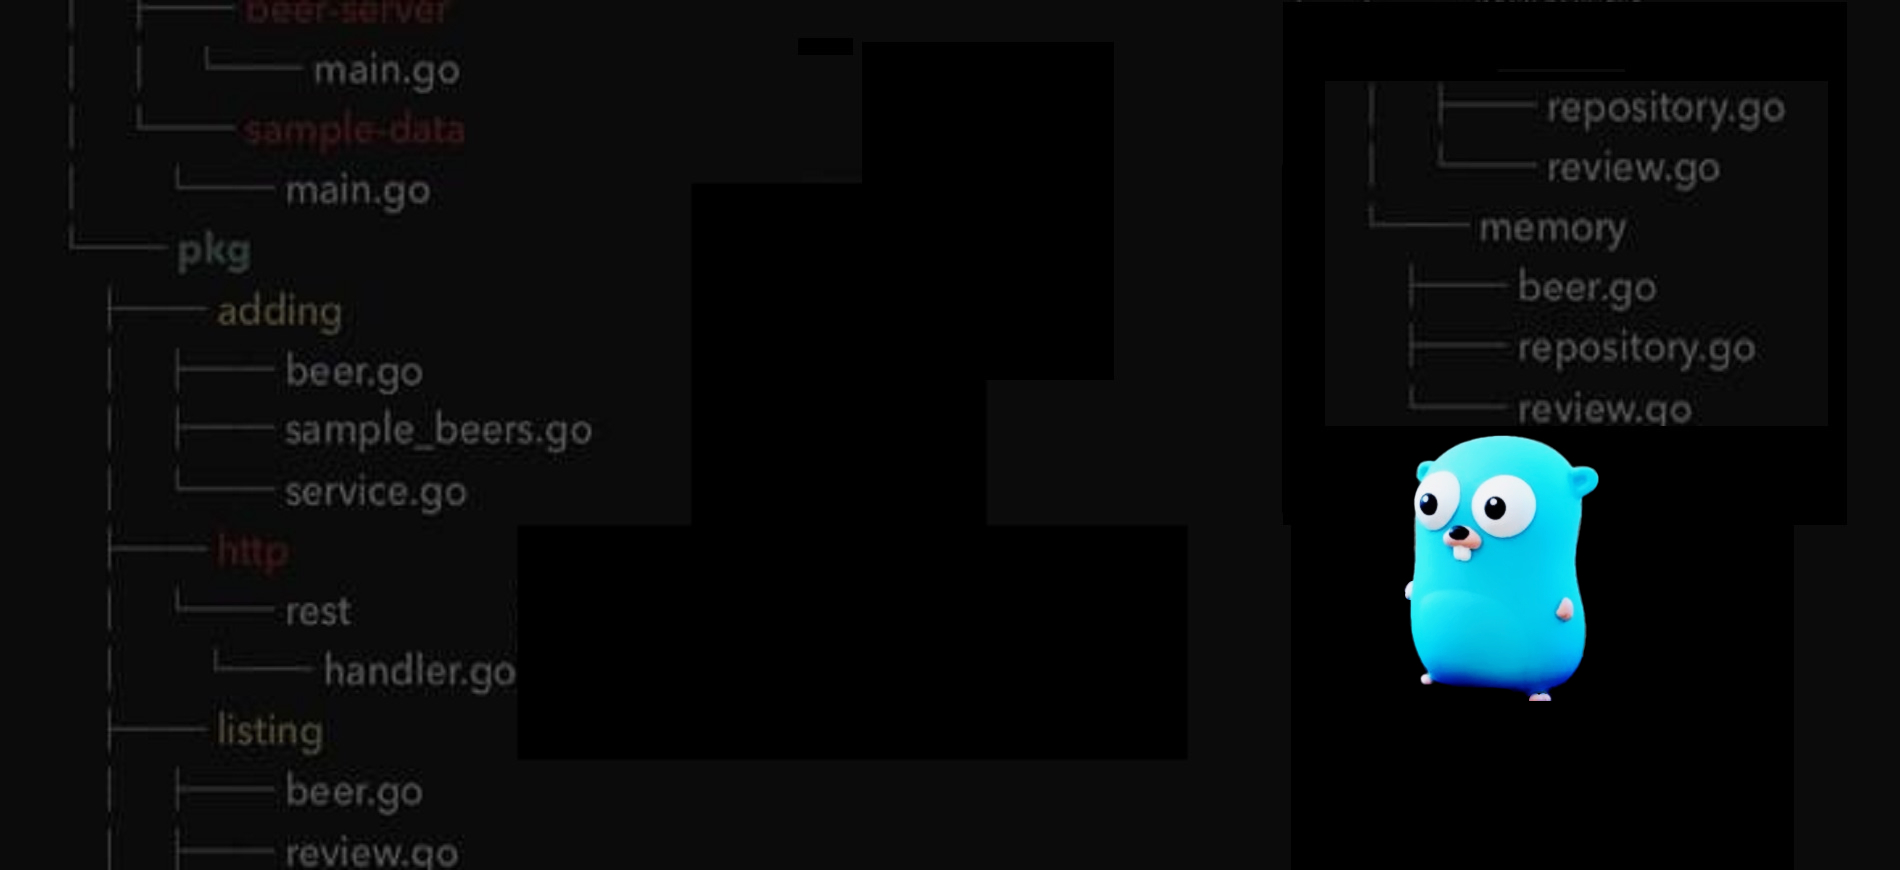 beer-server
main.go
sample-data
main.go
pkg
adding
beer.go
sample_beers.go
service.go
http
rest
handler.go
listing
beer.go
review.go
repository.go
review.go
memory
beer.go
repository.go
review.go